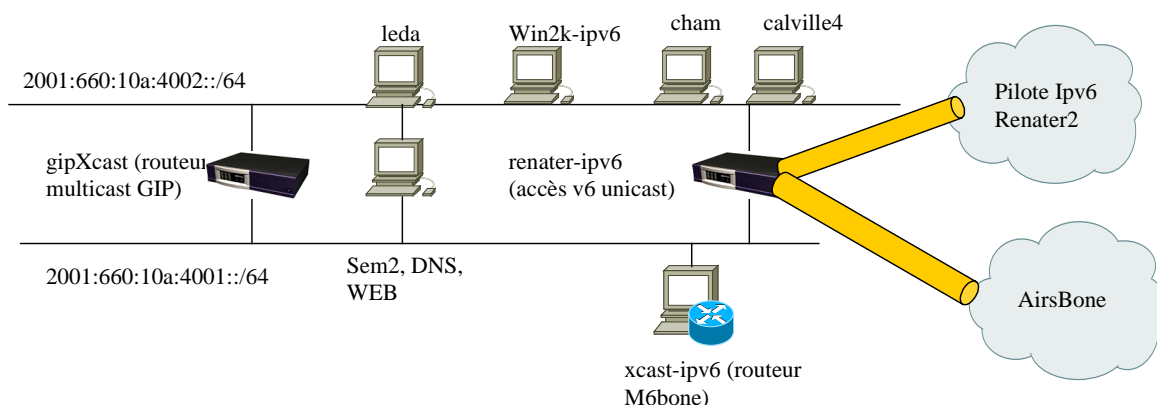 leda
Win2k-ipv6
cham
calville4
2001:660:10a:4002::/64
Pilote Ipv6
Renater2
gipXcast (routeur
multicast GIP)
renater-ipv6
(accès v6 unicast)
2001:660:10a:4001::/64
Sem2, DNS,
WEB
AirsBone
xcast-ipv6 (routeur
M6bone)